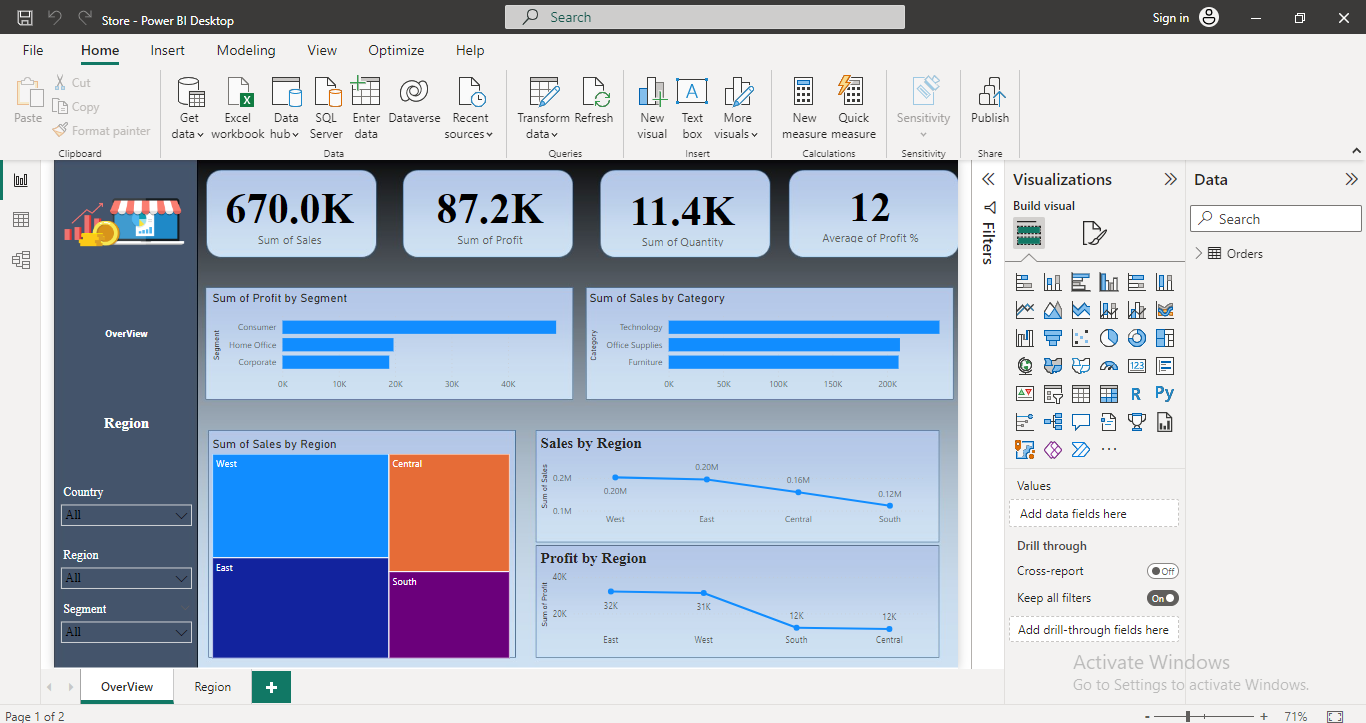 Store - Power BI Desktop
Search
Sign in
File Home Insert Modeling View Optimize Help
Paste
Cut
Copy
Format painter
Clipboard
Get data
Excel workbook
Data hub
SQL Server
Enter data
Dataverse
Recent sources
Data
Transform data
Refresh
Queries
New visual
Text box
More visuals
Insert
New measure
Quick measure
Calculations
Sensitivity
Sensitivity
Publish
Share
OverView
Region
Country
All
Region
All
Segment
All
670.0K
Sum of Sales
87.2K
Sum of Profit
11.4K
Sum of Quantity
12
Average of Profit %
Sum of Profit by Segment
Segment
Consumer
Home Office
Corporate
0K 10K 20K 30K 40K
Sum of Sales by Category
Category
Technology
Office Supplies
Furniture
0K 50K 100K 150K 200K
Sum of Sales by Region
West
Central
East
South
Sales by Region
Sum of Sales
0.2M
0.1M
0.20M
0.20M
0.16M
0.12M
West East Central South
Profit by Region
Sum of Profit
40K
20K
32K
31K
12K
12K
East West South Central
Filters
Visualizations
Build visual
123
R
Py
Values
Add data fields here
Drill through
Cross-report
Off
Keep all filters
On
Add drill-through fields here
Data
Search
Orders
Activate Windows
Go to Settings to activate Windows.
OverView
Region
Page 1 of 2
71%